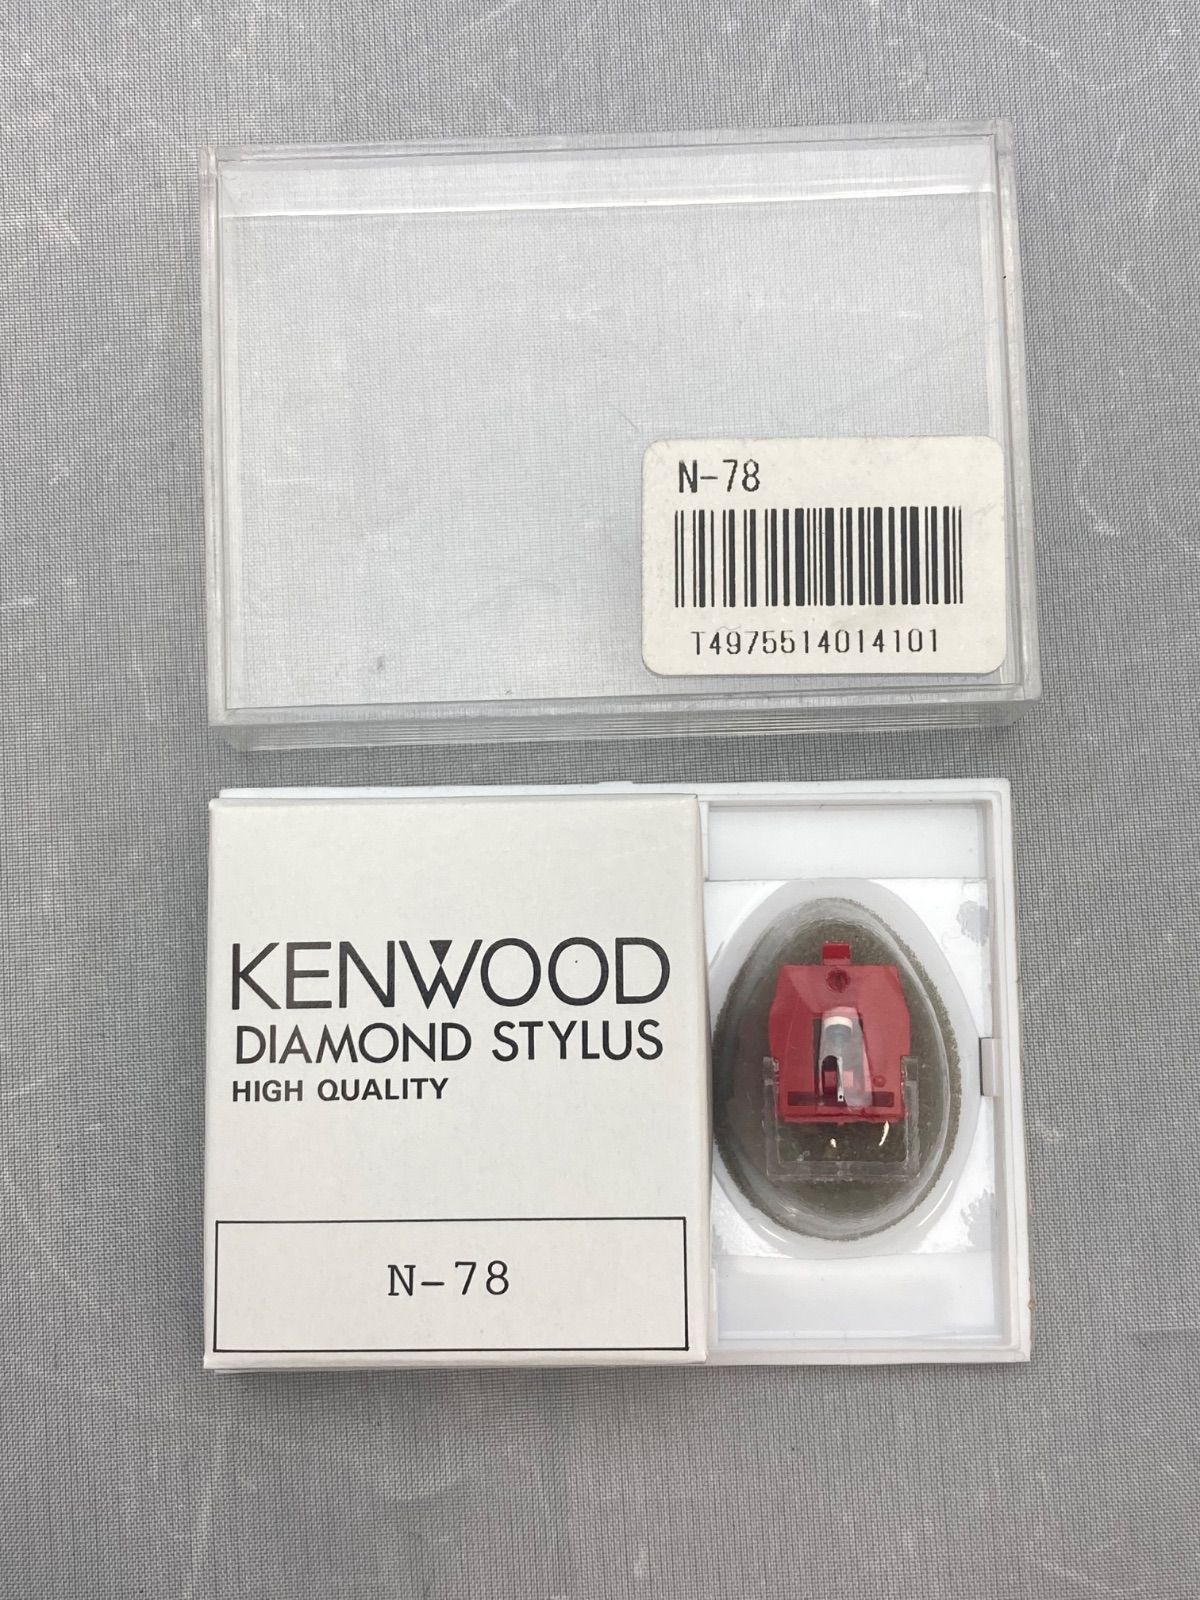 N-78
T4975514014101
KENWOOD
DIAMOND STYLUS
HIGH QUALITY
N-78